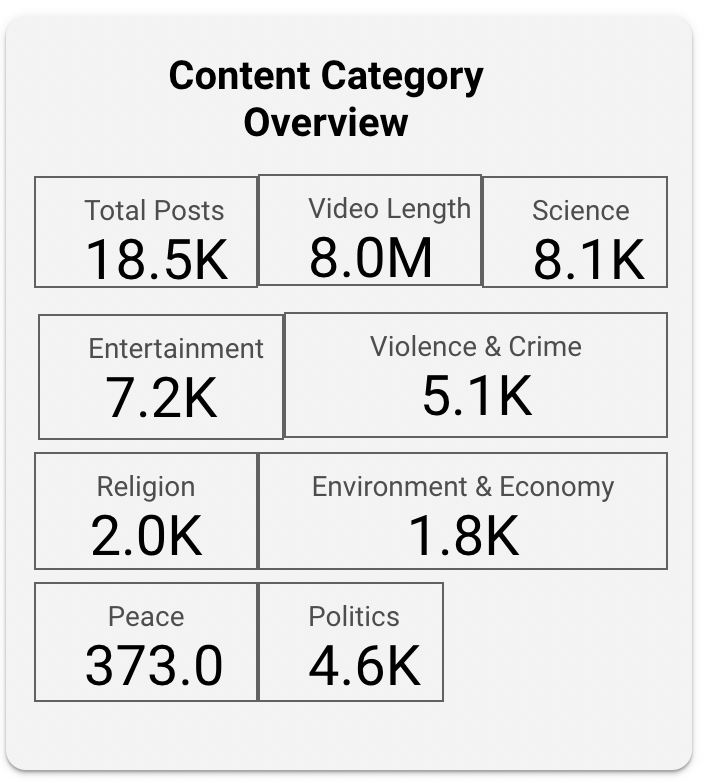 Content Category
Overview
Total Posts
18.5K
Video Length
8.0M
Science
8.1K
Entertainment
7.2K
Violence & Crime
5.1K
Religion
2.0K
Environment & Economy
1.8K
Peace
373.0
Politics
4.6K